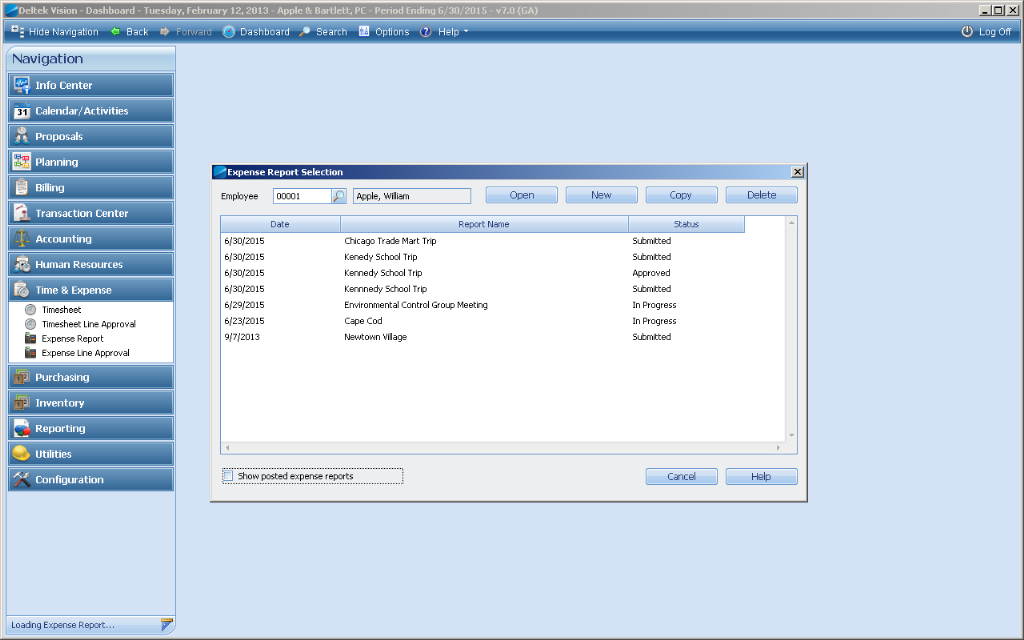 Deltek Vision - Dashboard - Tuesday, February 12, 2013 - Apple & Bartlett, PC - Period Ending 6/30/2015 - v7.0 (GA)
Hide Navigation Back Forward Dashboard Search Options Help Log Off
Navigation
Info Center
31 Calendar/Activities
Proposals
Planning
Billing
Transaction Center
Accounting
Human Resources
Time & Expense
Timesheet
Timesheet Line Approval
Expense Report
Expense Line Approval
Purchasing
Inventory
Reporting
Utilities
Configuration
Loading Expense Report...
Expense Report Selection
Employee 00001 Apple, William Open New Copy Delete
Date Report Name Status
6/30/2015 Chicago Trade Mart Trip Submitted
6/30/2015 Kenedy School Trip Submitted
6/30/2015 Kennedy School Trip Approved
6/30/2015 Kennnedy School Trip Submitted
6/29/2015 Environmental Control Group Meeting In Progress
6/23/2015 Cape Cod In Progress
9/7/2013 Newtown Village Submitted
Show posted expense reports Cancel Help